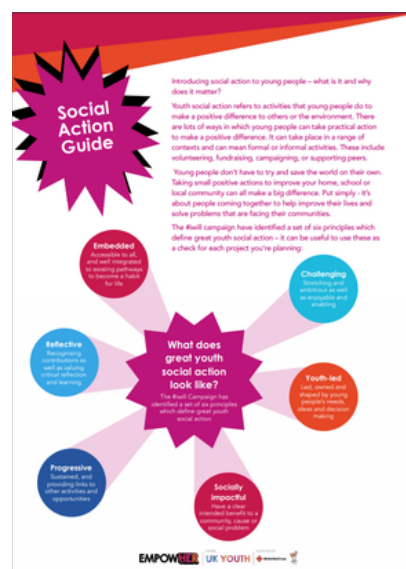 Social
Action
Guide
Introducing social action to young people – what is it and why
does it matter?
Youth social action refers to activities that young people do to
make a positive difference to others or the environment. There
are lots of ways in which young people can take practical action
to make a positive difference. It can take place in a range of
contexts and can mean formal or informal activities. These include
volunteering, fundraising, campaigning, or supporting peers.
Young people don't have to try and save the world on their own.
Taking small positive actions to improve your home, school or
local community can all make a big difference. Put simply - it's
about people coming together to help improve their lives and
solve problems that are facing their communities.
The #iwill campaign have identified a set of six principles which
define great youth social action – it can be useful to use these as
a check for each project you're planning:
Embedded
Accessible to all,
and well integrated
to existing pathways
to become a habit
for life
Challenging
Stretching and
ambitious as well
as enjoyable and
enabling
What does
great youth
social action
look like?
The #iwill Campaign has
identified a set of six principles
which define great youth
social action
Reflective
Recognising
contributions as
well as valuing
critical reflection
and learning
Youth-led
Led, owned and
shaped by young
people's needs,
ideas and decision
making
Progressive
Sustained, and
providing links to
other activities and
opportunities
Socially
impactful
Have a clear
intended benefit to a
community, cause or
social problem
EMPOWHER
UK YOUTH